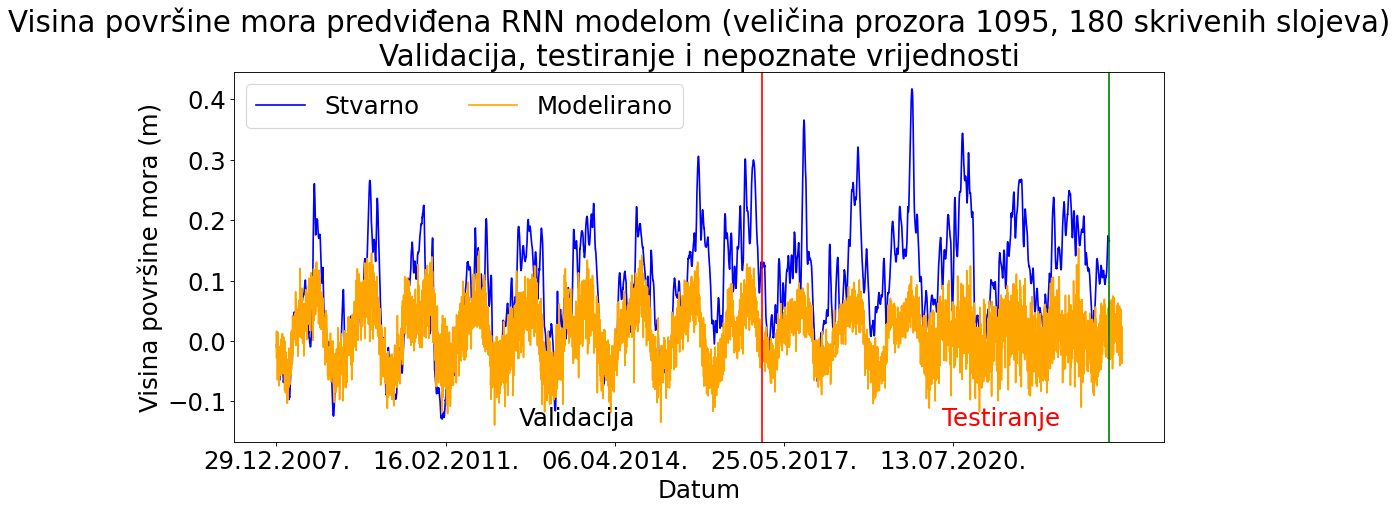 Visina površine mora predviđena RNN modelom (veličina prozora 1095, 180 skrivenih slojeva)
Validacija, testiranje i nepoznate vrijednosti
Stvarno Modelirano
Visina površine mora (m)
0.4
0.3
0.2
0.1
0.0
−0.1
Validacija Testiranje
29.12.2007. 16.02.2011. 06.04.2014. 25.05.2017. 13.07.2020.
Datum